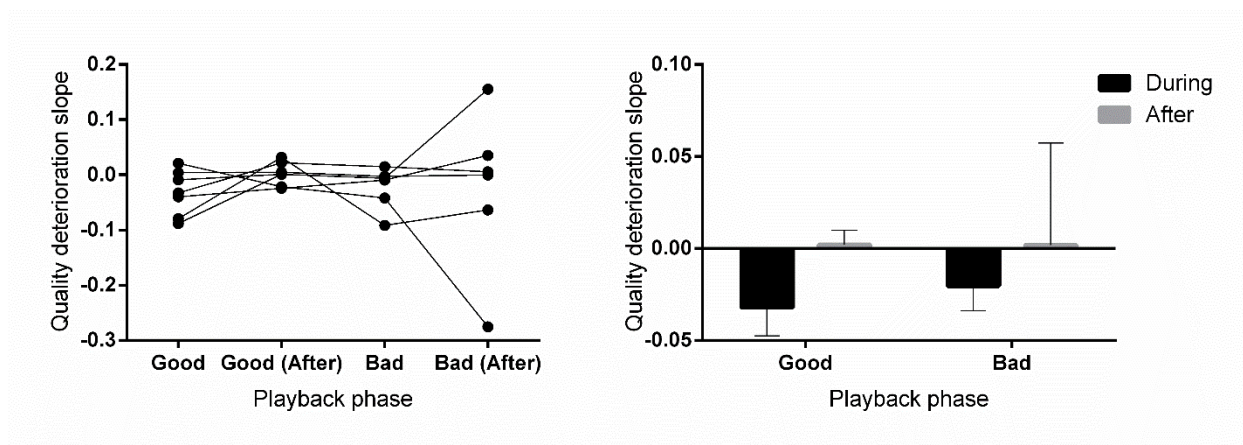 Quality deterioration slope
0.2
0.1
0.0
-0.1
-0.2
-0.3
Good Good (After) Bad Bad (After)
Playback phase
Quality deterioration slope
0.10
0.05
0.00
-0.05
Good Bad
Playback phase
During
After